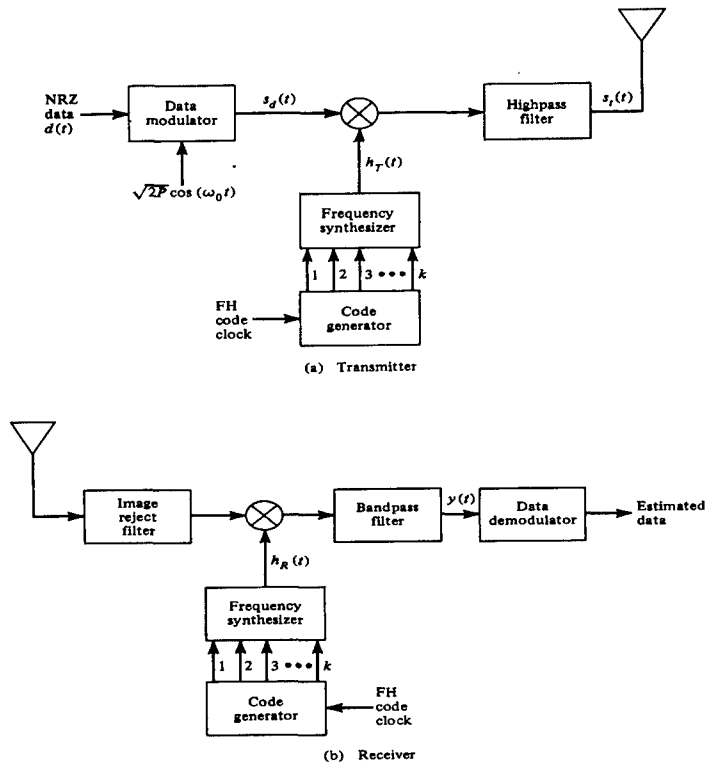 NRZ
data
d(t)
Data
modulator
s_d(t)
√2P cos (ω₀t)
h_T(t)
Highpass
filter
s_t(t)
Frequency
synthesizer
1 2 3 ••• k
FH
code
clock
Code
generator
(a) Transmitter
Image
reject
filter
Bandpass
filter
y(t)
Data
demodulator
Estimated
data
h_R(t)
Frequency
synthesizer
1 2 3 ••• k
Code
generator
FH
code
clock
(b) Receiver